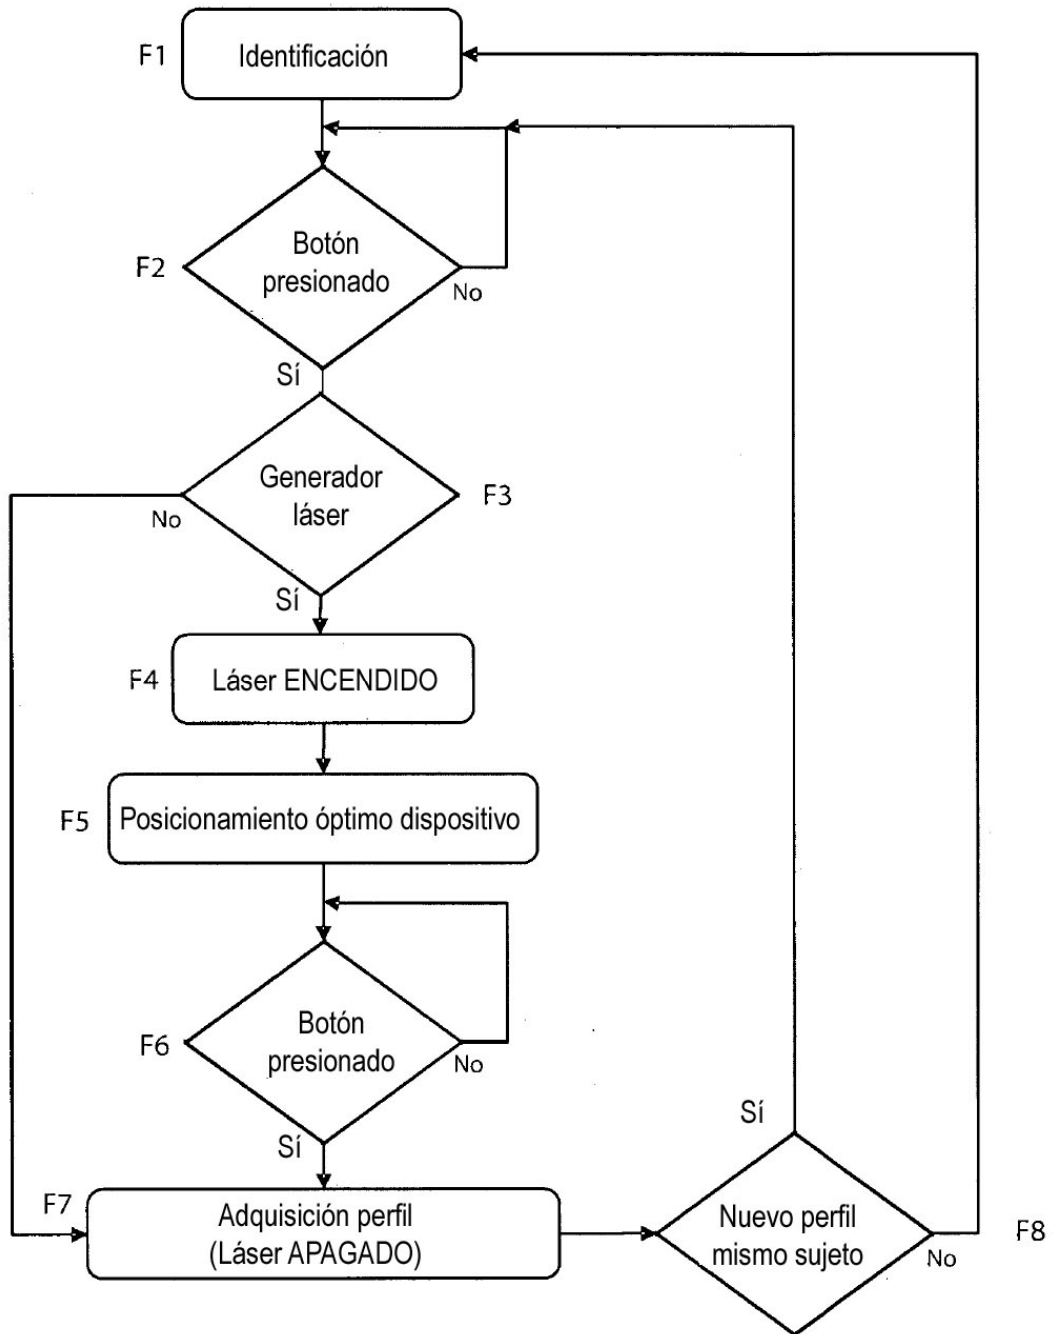 F1
Identificación
F2
Botón
presionado
No
Sí
Generador
láser
F3
No
Sí
F4
Láser ENCENDIDO
F5
Posicionamiento óptimo dispositivo
F6
Botón
presionado
No
Sí
F7
Adquisición perfil
(Láser APAGADO)
Sí
Nuevo perfil
mismo sujeto
No
F8